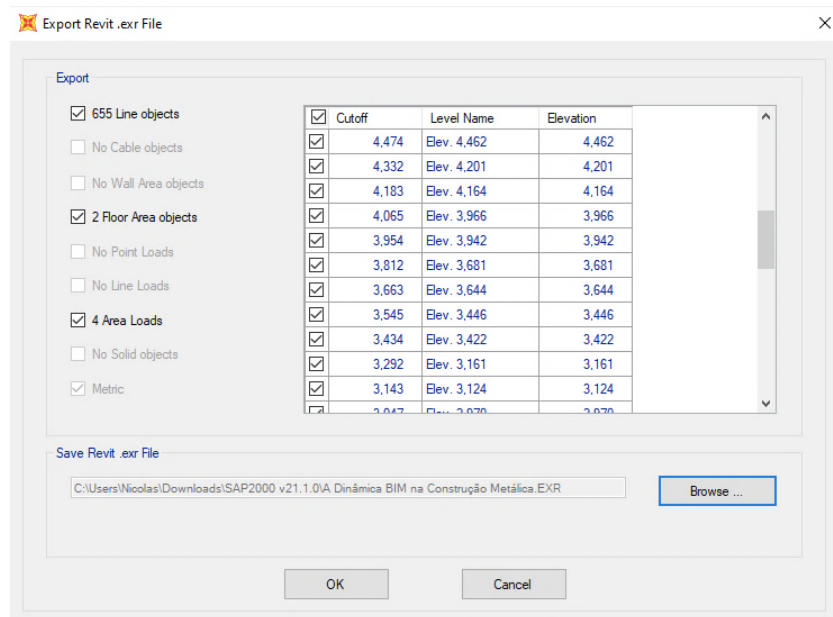 Export Revit .exr File
Export
655 Line objects
No Cable objects
No Wall Area objects
2 Floor Area objects
No Point Loads
No Line Loads
4 Area Loads
No Solid objects
Metric
Cutoff Level Name Elevation
4,474 Elev. 4,462 4,462
4,332 Elev. 4,201 4,201
4,183 Elev. 4,164 4,164
4,065 Elev. 3,966 3,966
3,954 Elev. 3,942 3,942
3,812 Elev. 3,681 3,681
3,663 Elev. 3,644 3,644
3,545 Elev. 3,446 3,446
3,434 Elev. 3,422 3,422
3,292 Elev. 3,161 3,161
3,143 Elev. 3,124 3,124
Save Revit .exr File
C:\Users\Nicolas\Downloads\SAP2000 v21.1.0\A Dinâmica BIM na Construção Metálica.EXR
Browse ...
OK Cancel